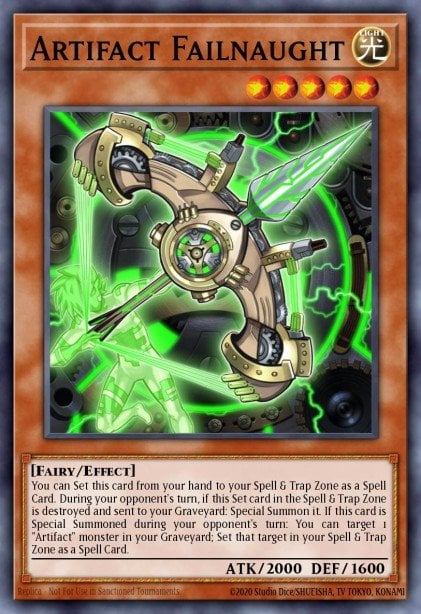 Artifact Failnaught
LIGHT
光
[Fairy/Effect]
You can Set this card from your hand to your Spell & Trap Zone as a Spell
Card. During your opponent's turn, if this Set card in the Spell & Trap Zone
is destroyed and sent to your Graveyard: Special Summon it. If this card is
Special Summoned during your opponent's turn: You can target 1
"Artifact" monster in your Graveyard; Set that target in your Spell & Trap
Zone as a Spell Card.
ATK/2000 DEF/1600
Replica - Not For Use in Sanctioned Tournaments
©2020 Studio Dice/SHUEISHA, TV TOKYO, KONAMI